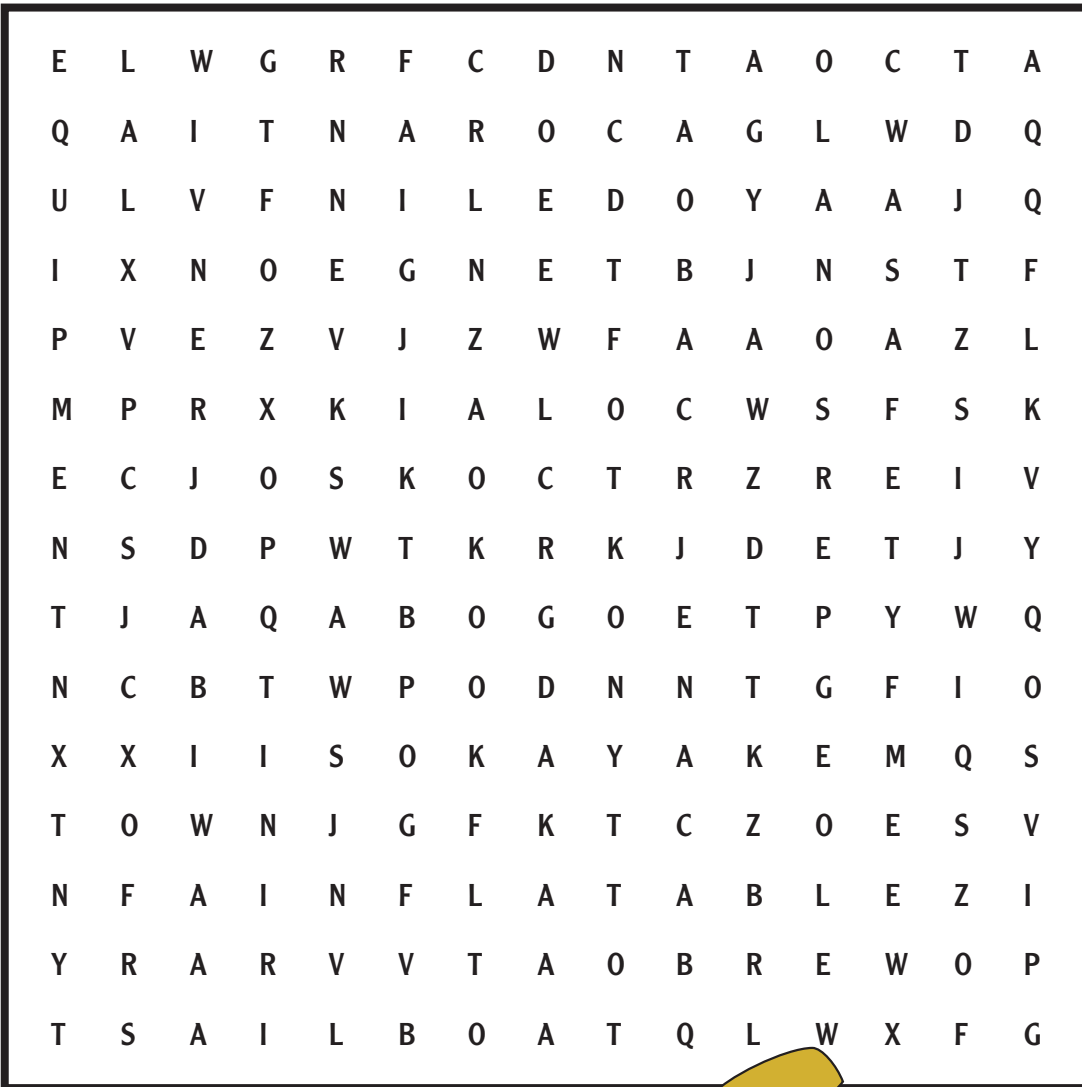 E L W G R F C D N T A O C T A
Q A I T N A R O C A G L W D Q
U L V F N I L E D O Y A A J Q
I X N O E G N E T B J N S T F
P V E Z V J Z W F A A O A Z L
M P R X K I A L O C W S F S K
E C J O S K O C T R Z R E I V
N S D P W T K R K J D E T J Y
T J A Q A B O G O E T P Y W Q
N C B T W P O D N N T G F I O
X X I I S O K A Y A K E M Q S
T O W N J G F K T C Z O E S V
N F A I N F L A T A B L E Z I
Y R A R V V T A O B R E W O P
T S A I L B O A T Q L W X F G